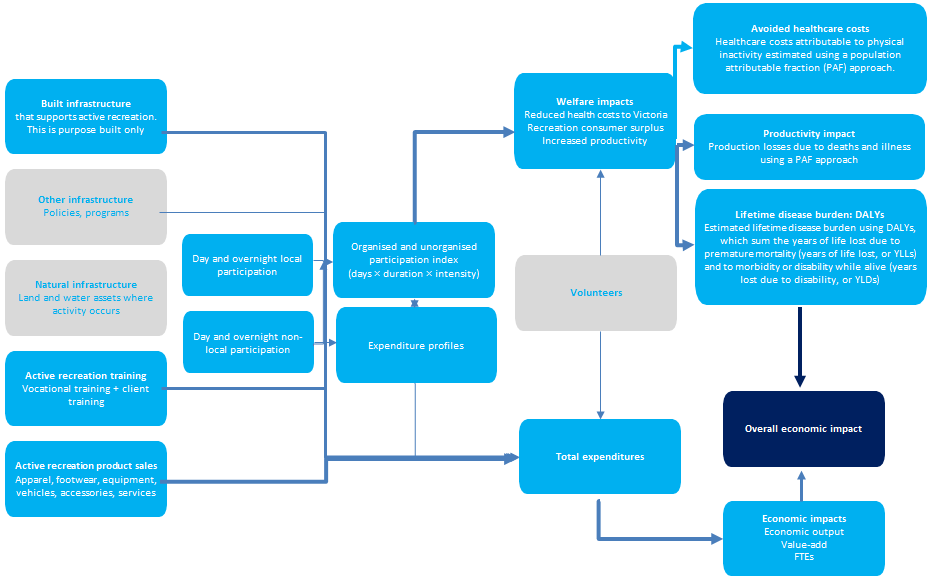 Built infrastructure
that supports active recreation.
This is purpose built only
Other infrastructure
Policies, programs
Natural infrastructure
Land and water assets where
activity occurs
Active recreation training
Vocational training + client
training
Active recreation product sales
Apparel, footwear, equipment,
vehicles, accessories, services
Day and overnight local
participation
Day and overnight non-
local participation
Organised and unorganised
participation index
(days × duration × intensity)
Expenditure profiles
Welfare impacts
Reduced health costs to Victoria
Recreation consumer surplus
Increased productivity
Volunteers
Total expenditures
Avoided healthcare costs
Healthcare costs attributable to physical
inactivity estimated using a population
attributable fraction (PAF) approach.
Productivity impact
Production losses due to deaths and illness
using a PAF approach
Lifetime disease burden: DALYs
Estimated lifetime disease burden using DALYs,
which sum the years of life lost due to
premature mortality (years of life lost, or YLLs)
and to morbidity or disability while alive (years
lost due to disability, or YLDs)
Overall economic impact
Economic impacts
Economic output
Value-add
FTEs